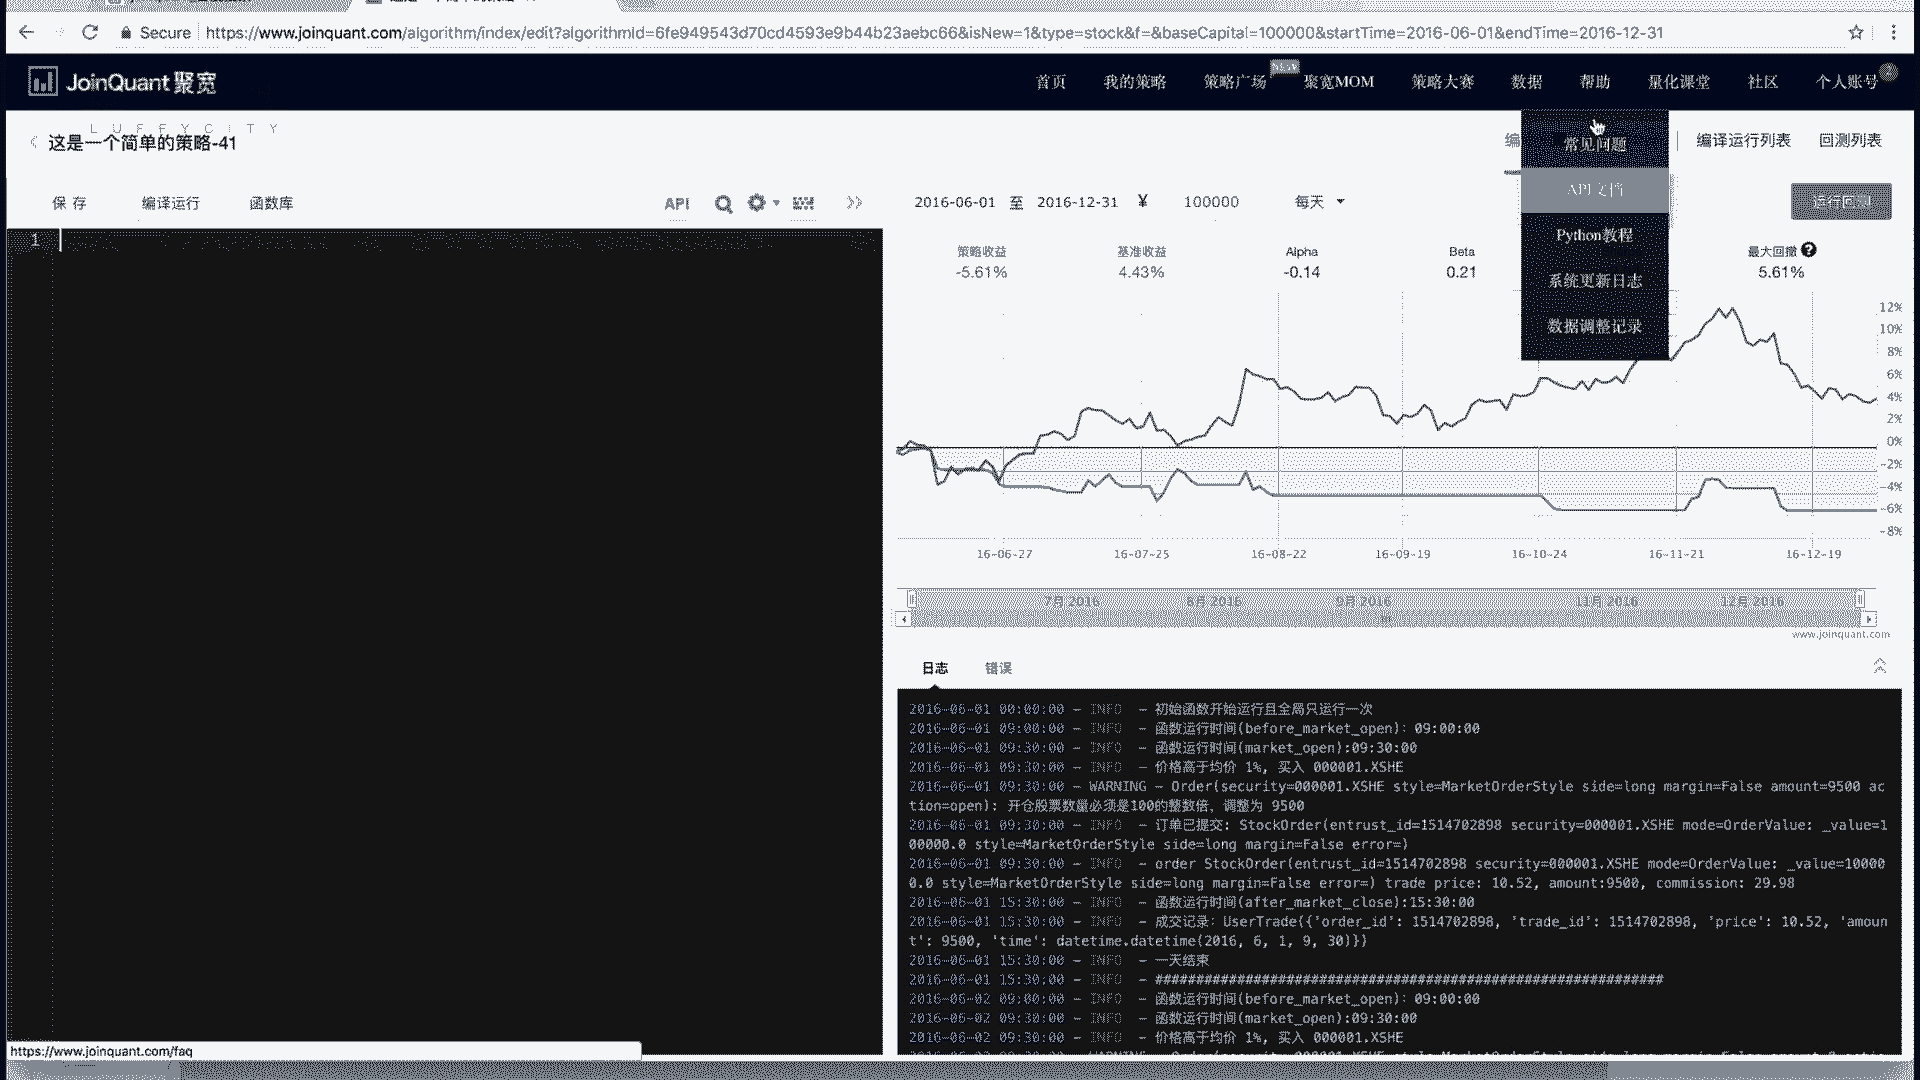 Secure https://www.joinquant.com/algorithm/index/edit?algorithmId=6fe949543d70cd4593e9b44b23aebc66&isNew=1&type=stock&f=&baseCapital=100000&startTime=2016-06-01&endTime=2016-12-31
JoinQuant 聚宽
首页 我的策略 策略广场 NEW 聚宽MOM 策略大赛 数据 帮助 量化课堂 社区 个人账号 2
LUFFYCITY
这是一个简单的策略-41
编
常见问题
API 文档
Python教程
系统更新日志
数据调整记录
编译运行列表 回测列表
保存 编译运行 函数库 API
2016-06-01 至 2016-12-31 ¥ 100000 每天
运行回测
1
策略收益 基准收益 Alpha Beta 最大回撤
-5.61% 4.43% -0.14 0.21 5.61%
12%
10%
8%
6%
4%
2%
0%
-2%
-4%
-6%
-8%
16-06-27 16-07-25 16-08-22 16-09-19 16-10-24 16-11-21 16-12-19
7月 2016 8月 2016 9月 2016 11月 2016 12月 2016
www.joinquant.com
日志 错误
2016-06-01 00:00:00 - INFO - 初始函数开始运行且全局只运行一次
2016-06-01 09:00:00 - INFO - 函数运行时间(before_market_open)：09:00:00
2016-06-01 09:30:00 - INFO - 函数运行时间(market_open):09:30:00
2016-06-01 09:30:00 - INFO - 价格高于均价 1%, 买入 000001.XSHE
2016-06-01 09:30:00 - WARNING - Order(security=000001.XSHE style=MarketOrderStyle side=long margin=False amount=9500 ac
tion=open): 开仓股票数量必须是100的整数倍，调整为 9500
2016-06-01 09:30:00 - INFO - 订单已提交: StockOrder(entrust_id=1514702898 security=000001.XSHE mode=OrderValue: _value=1
00000.0 style=MarketOrderStyle side=long margin=False error=)
2016-06-01 09:30:00 - INFO - order StockOrder(entrust_id=1514702898 security=000001.XSHE mode=OrderValue: _value=10000
0.0 style=MarketOrderStyle side=long margin=False error=) trade price: 10.52, amount:9500, commission: 29.98
2016-06-01 15:30:00 - INFO - 函数运行时间(after_market_close):15:30:00
2016-06-01 15:30:00 - INFO - 成交记录：UserTrade({'order_id': 1514702898, 'trade_id': 1514702898, 'price': 10.52, 'amoun
t': 9500, 'time': datetime.datetime(2016, 6, 1, 9, 30)})
2016-06-01 15:30:00 - INFO - 一天结束
2016-06-01 15:30:00 - INFO - ##############################################################
2016-06-02 09:00:00 - INFO - 函数运行时间(before_market_open)：09:00:00
2016-06-02 09:30:00 - INFO - 函数运行时间(market_open):09:30:00
2016-06-02 09:30:00 - INFO - 价格高于均价 1%, 买入 000001.XSHE
https://www.joinquant.com/faq